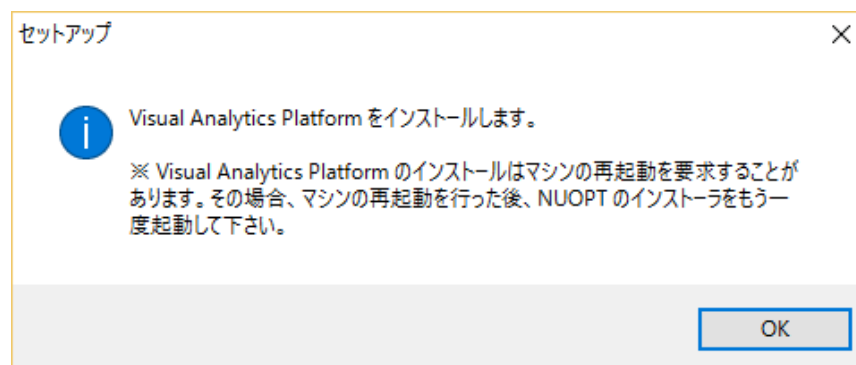 セットアップ
Visual Analytics Platform をインストールします。
※ Visual Analytics Platform のインストールはマシンの再起動を要求することが
あります。その場合、マシンの再起動を行った後、NUOPT のインストーラをもう一
度起動して下さい。
OK